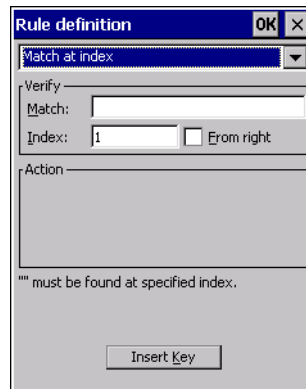 Rule definition OK ×
Match at index
Verify
Match:
Index: 1 From right
Action
"" must be found at specified index.
Insert Key